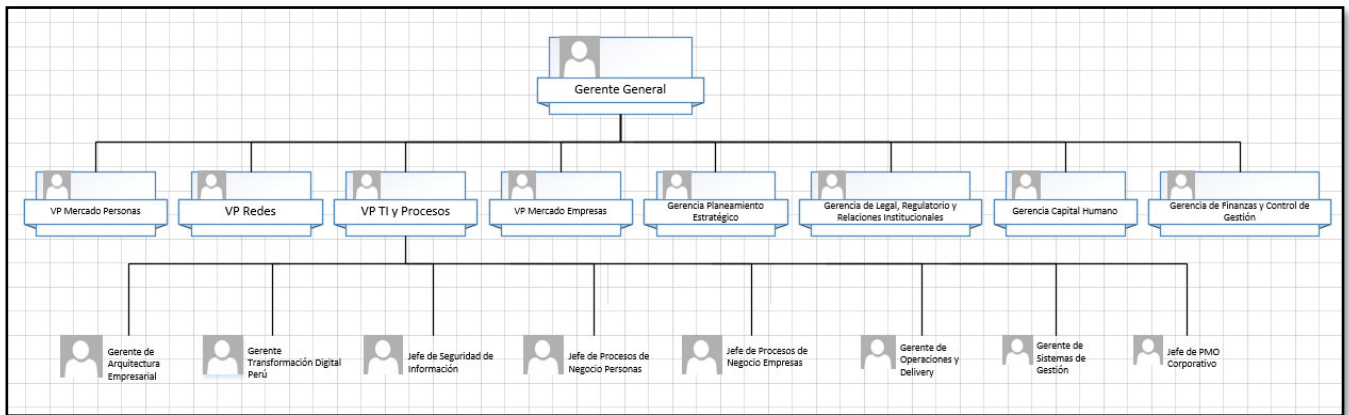 Gerente General
VP Mercado Personas
VP Redes
VP TI y Procesos
VP Mercado Empresas
Gerencia Planeamiento
Estratégico
Gerencia de Legal, Regulatorio y
Relaciones Institucionales
Gerencia Capital Humano
Gerencia de Finanzas y Control de
Gestión
Gerente de
Arquitectura
Empresarial
Gerente
Transformación Digital
Perú
Jefe de Seguridad de
Información
Jefe de Procesos de
Negocio Personas
Jefe de Procesos de
Negocio Empresas
Gerente de
Operaciones y
Delivery
Gerente de
Sistemas de
Gestión
Jefe de PMO
Corporativo